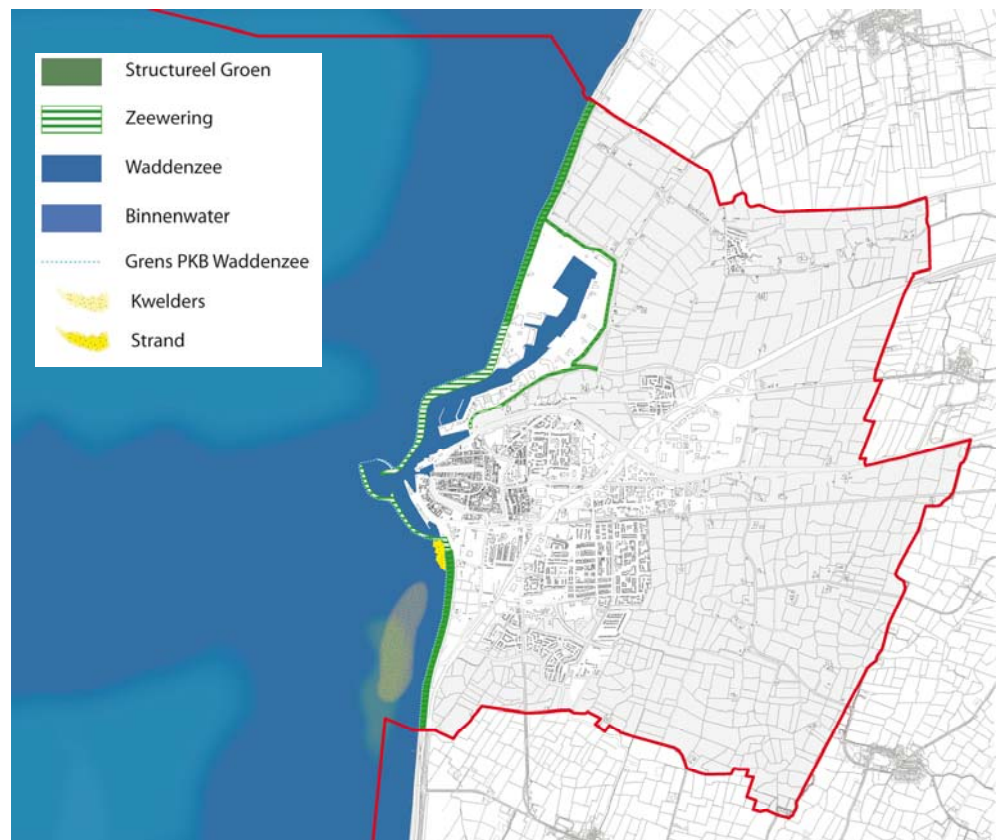 Structureel Groen
Zeewering
Waddenzee
Binnenwater
Grens PKB Waddenzee
Kwelders
Strand